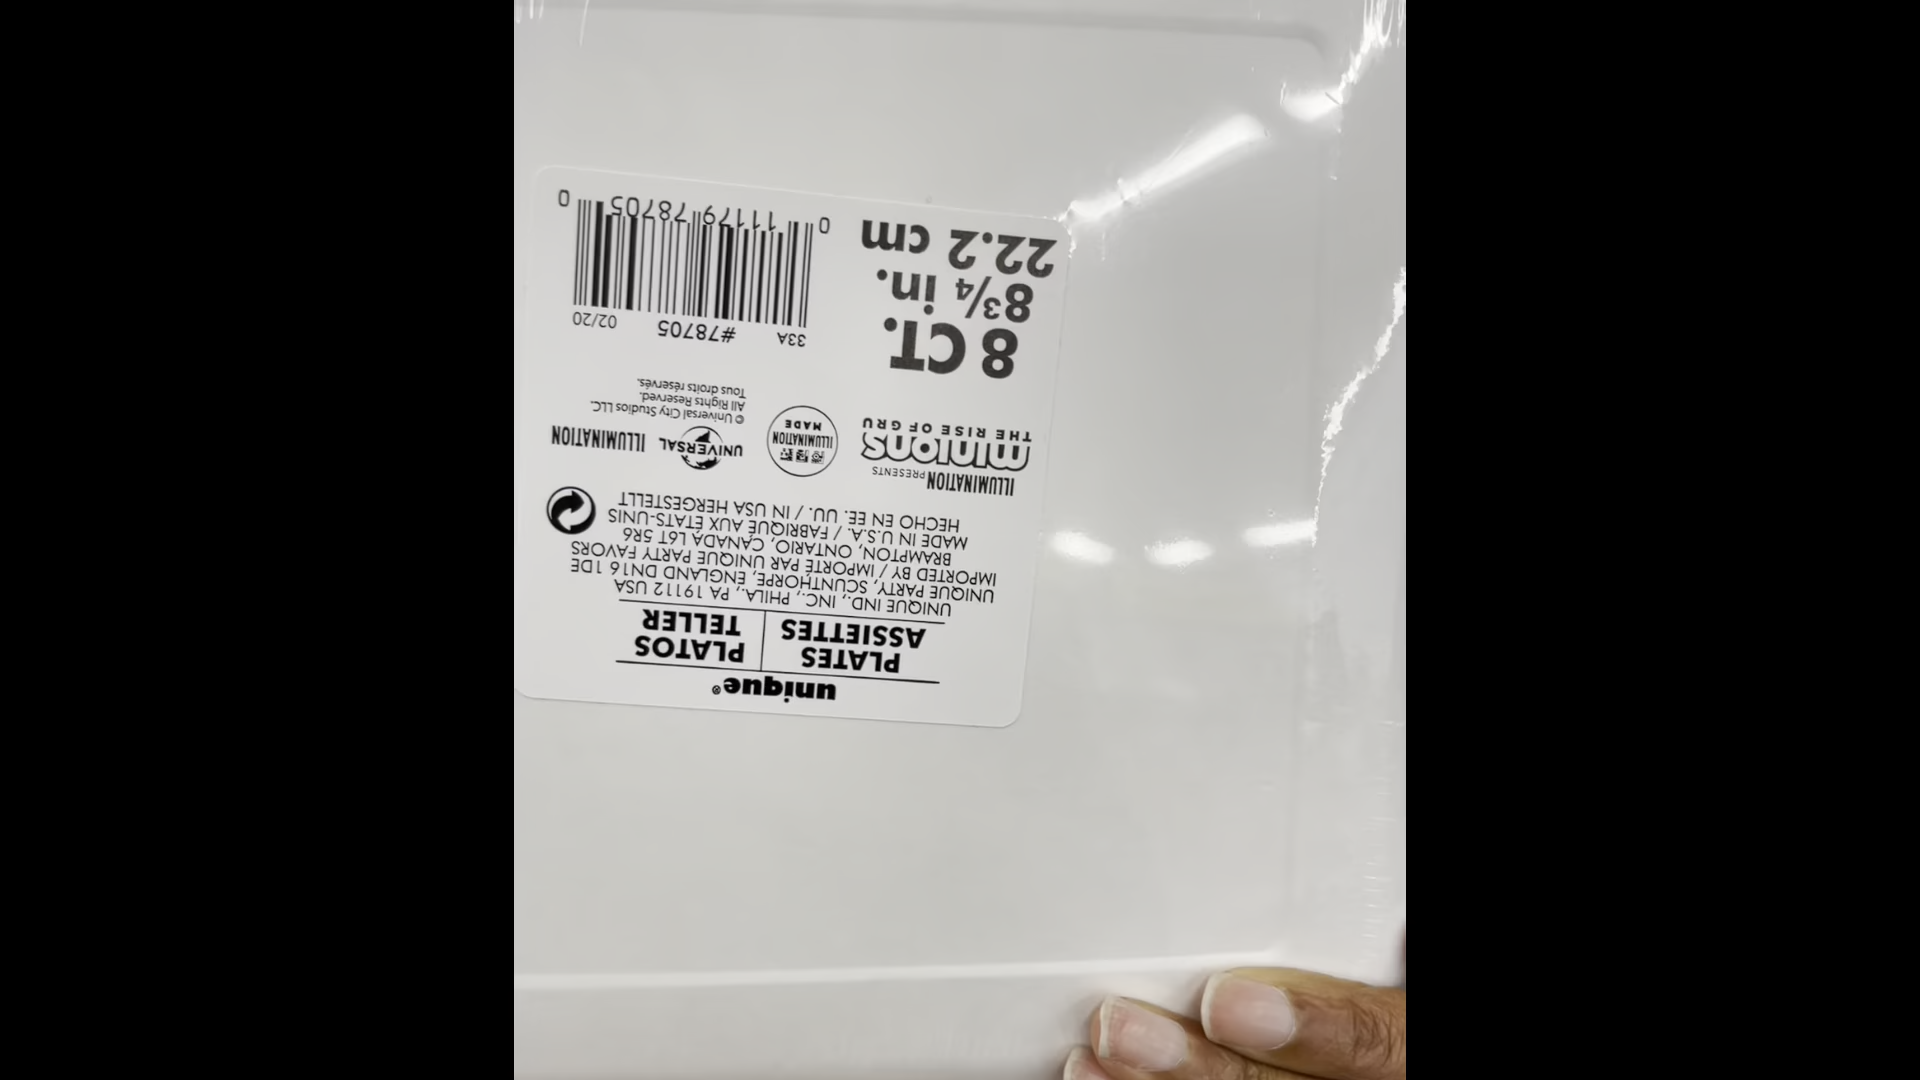 unique®
PLATES
ASSIETTES
PLATOS
TELLER
UNIQUE IND., INC., PHILA., PA 19112 USA
UNIQUE PARTY, SCUNTHORPE, ENGLAND DN16 1DE
IMPORTED BY / IMPORTÉ PAR UNIQUE PARTY FAVORS
BRAMPTON, ONTARIO, CANADA L6T 5R6
MADE IN U.S.A. / FABRIQUÉ AUX ÉTATS-UNIS
HECHO EN EE. UU. / IN USA HERGESTELLT
ILLUMINATION PRESENTS
MINIONS
THE RISE OF GRU
ILLUMINATION
MADE
UNIVERSAL
ILLUMINATION
© Universal City Studios LLC.
All Rights Reserved.
Tous droits réservés.
8 CT.
8¾ in.
22.2 cm
33A #78705 02/20
0 11179 78705 0